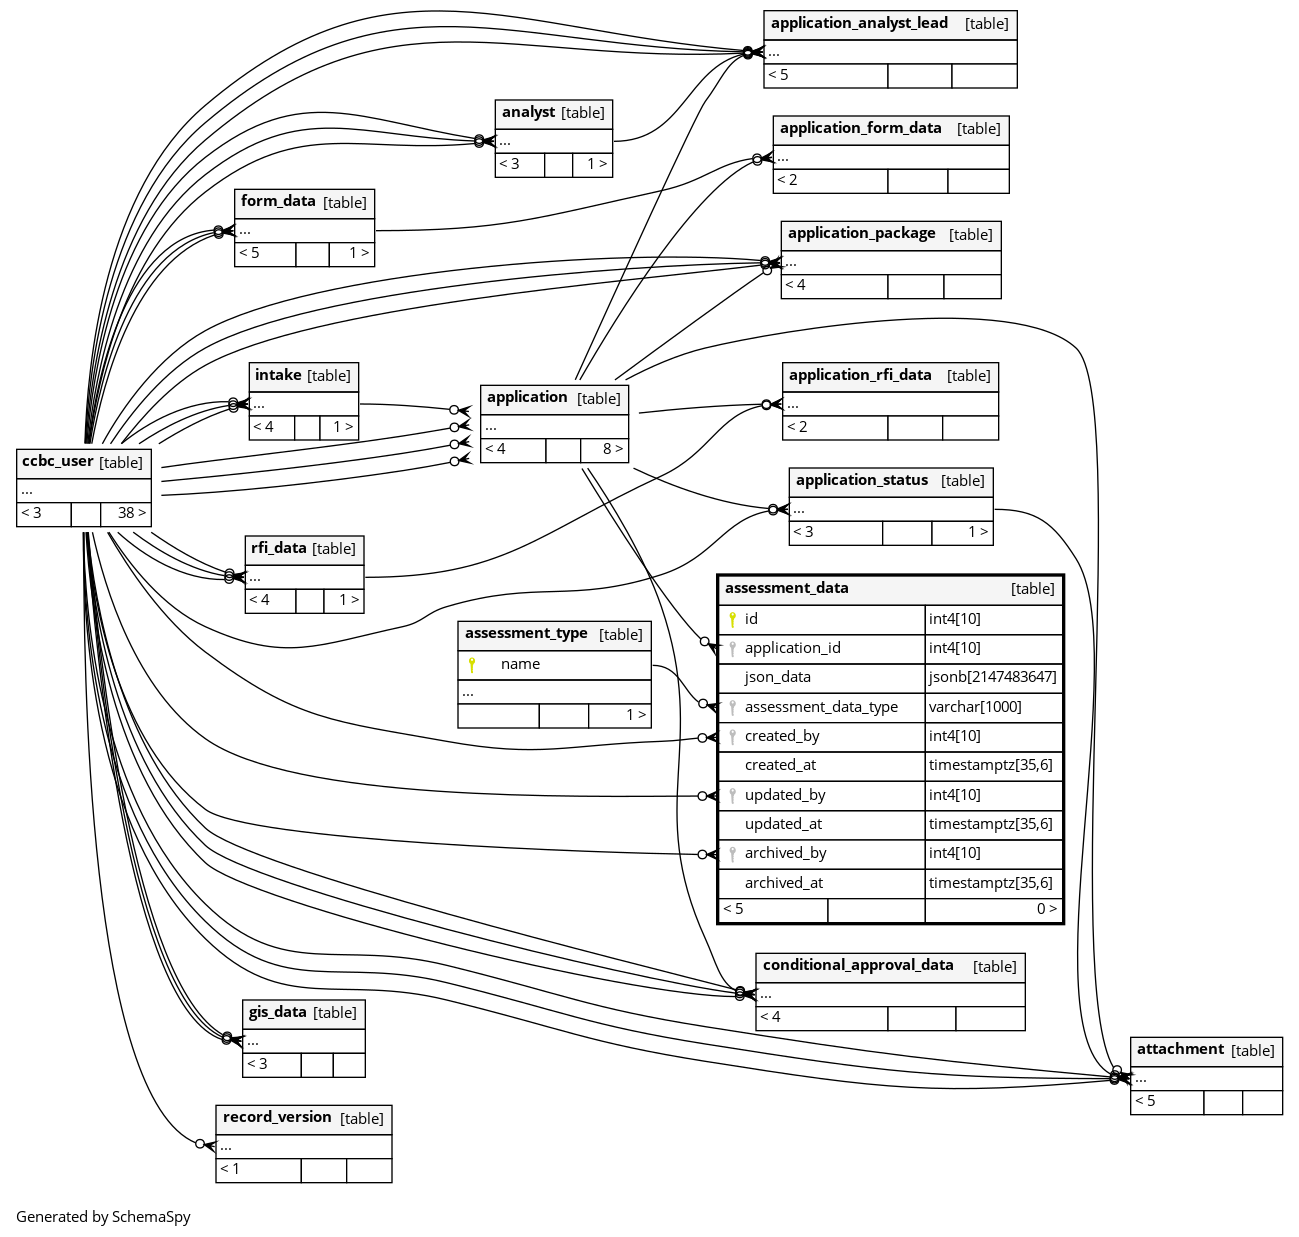 application_analyst_lead [table]
...
< 5
analyst [table]
...
< 3 1 >
application_form_data [table]
...
< 2
form_data [table]
...
< 5 1 >
application_package [table]
...
< 4
intake [table]
...
< 4 1 >
application [table]
...
< 4 8 >
application_rfi_data [table]
...
< 2
ccbc_user [table]
...
< 3 38 >
application_status [table]
...
< 3 1 >
rfi_data [table]
...
< 4 1 >
assessment_type [table]
name
...
1 >
assessment_data [table]
id int4[10]
application_id int4[10]
json_data jsonb[2147483647]
assessment_data_type varchar[1000]
created_by int4[10]
created_at timestamptz[35,6]
updated_by int4[10]
updated_at timestamptz[35,6]
archived_by int4[10]
archived_at timestamptz[35,6]
< 5 0 >
conditional_approval_data [table]
...
< 4
gis_data [table]
...
< 3
attachment [table]
...
< 5
record_version [table]
...
< 1
Generated by SchemaSpy